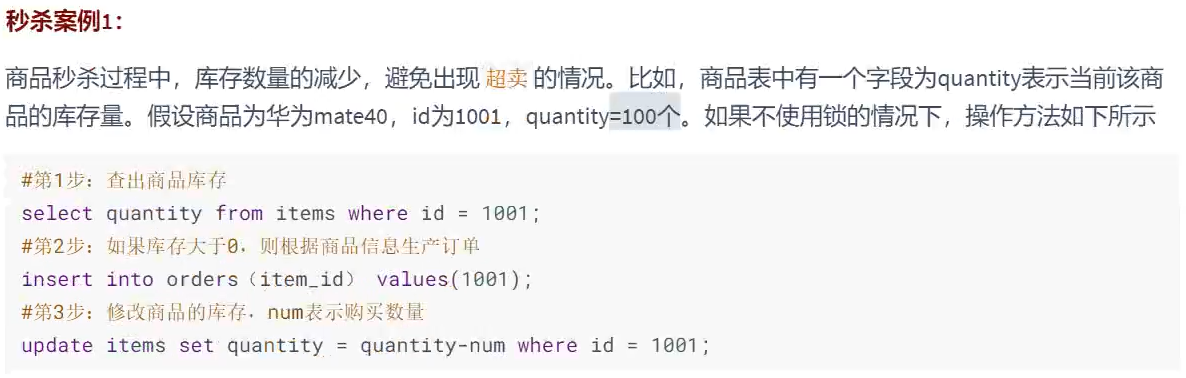 秒杀案例1：
商品秒杀过程中，库存数量的减少，避免出现 超卖 的情况。比如，商品表中有一个字段为quantity表示当前该商
品的库存量。假设商品为华为mate40，id为1001，quantity=100个。如果不使用锁的情况下，操作方法如下所示
#第1步：查出商品库存
select quantity from items where id = 1001;
#第2步：如果库存大于0，则根据商品信息生产订单
insert into orders（item_id） values(1001);
#第3步：修改商品的库存，num表示购买数量
update items set quantity = quantity-num where id = 1001;